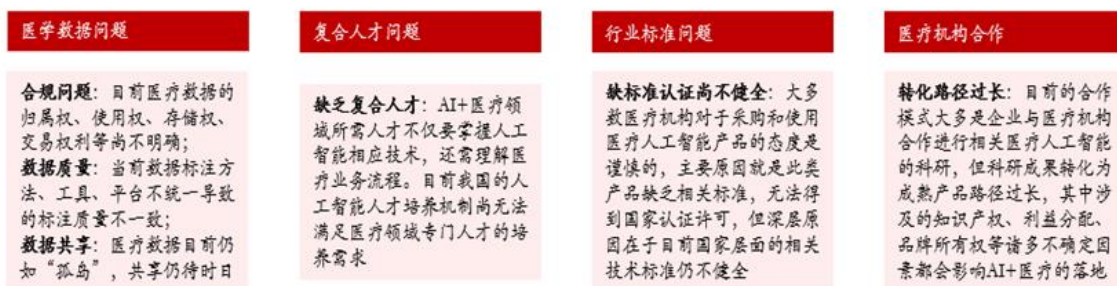 医学数据问题
合规问题：目前医疗数据的
归属权、使用权、存储权、
交易权利等尚不明确；
数据质量：当前数据标注方
法、工具、平台不统一导致
的标注质量不一致；
数据共享：医疗数据目前仍
如“孤岛”，共享仍待时日
复合人才问题
缺乏复合人才：AI+医疗领
域所需人才不仅要掌握人工
智能相应技术，还需理解医
疗业务流程。目前我国的人
工智能人才培养机制尚无法
满足医疗领域专门人才的培
养需求
行业标准问题
缺标准认证尚不健全：大多
数医疗机构对于采购和使用
医疗人工智能产品的态度是
谨慎的，主要原因就是此类
产品缺乏相关标准，无法得
到国家认证许可，但深层原
因在于目前国家层面的相关
技术标准仍不健全
医疗机构合作
转化路径过长：目前的合作
模式大多是企业与医疗机构
合作进行相关医疗人工智能
的科研，但科研成果转化为
成熟产品路径过长，其中涉
及的知识产权、利益分配、
品牌所有权等诸多不确定因
素都会影响AI+医疗的落地